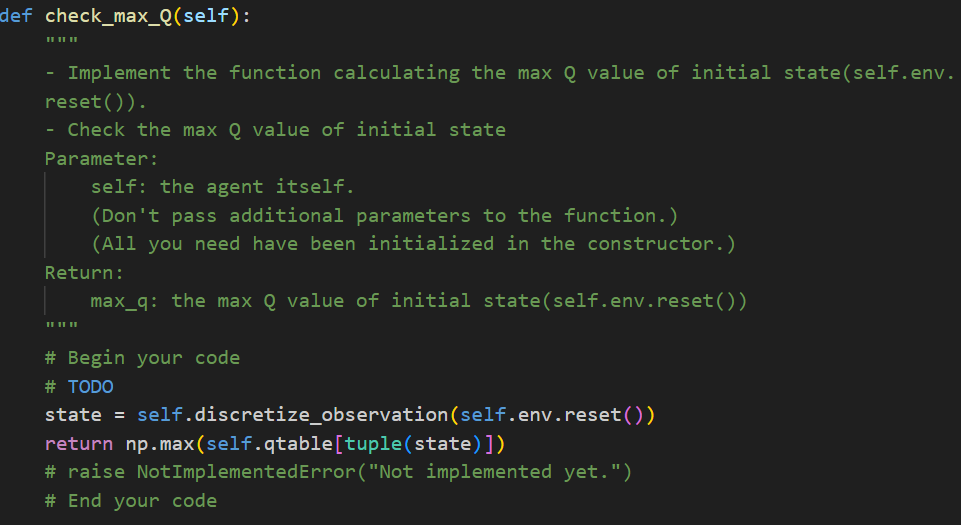 def check_max_Q(self):
    """
    - Implement the function calculating the max Q value of initial state(self.env.
    reset()).
    - Check the max Q value of initial state
    Parameter:
        self: the agent itself.
        (Don't pass additional parameters to the function.)
        (All you need have been initialized in the constructor.)
    Return:
        max_q: the max Q value of initial state(self.env.reset())
    """
    # Begin your code
    # TODO
    state = self.discretize_observation(self.env.reset())
    return np.max(self.qtable[tuple(state)])
    # raise NotImplementedError("Not implemented yet.")
    # End your code